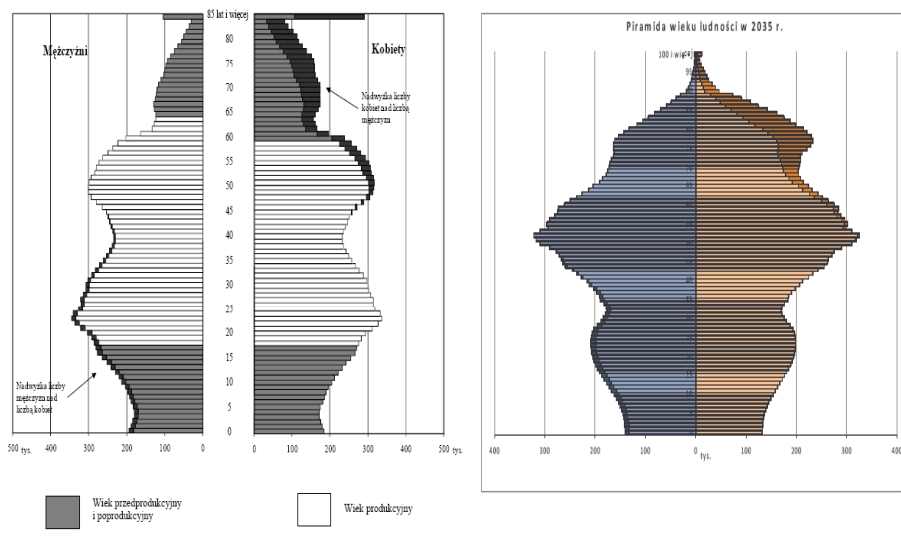 85 lat i więcej
Mężczyźni
Kobiety
80
75
70
65
60
55
50
45
40
35
30
25
20
15
10
5
0
Nadwyżka liczby
kobiet nad liczbą
mężczyzn
Nadwyżka liczby
mężczyzn nad
liczbą kobiet
500 tys. 400 300 200 100 0
0 100 200 300 400 500 tys.
Wiek przedprodukcyjny
i poprodukcyjny
Wiek produkcyjny
Piramida wieku ludności w 2035 r.
100 i więcej
400 300 200 100 0 100 200 300 400
tys.